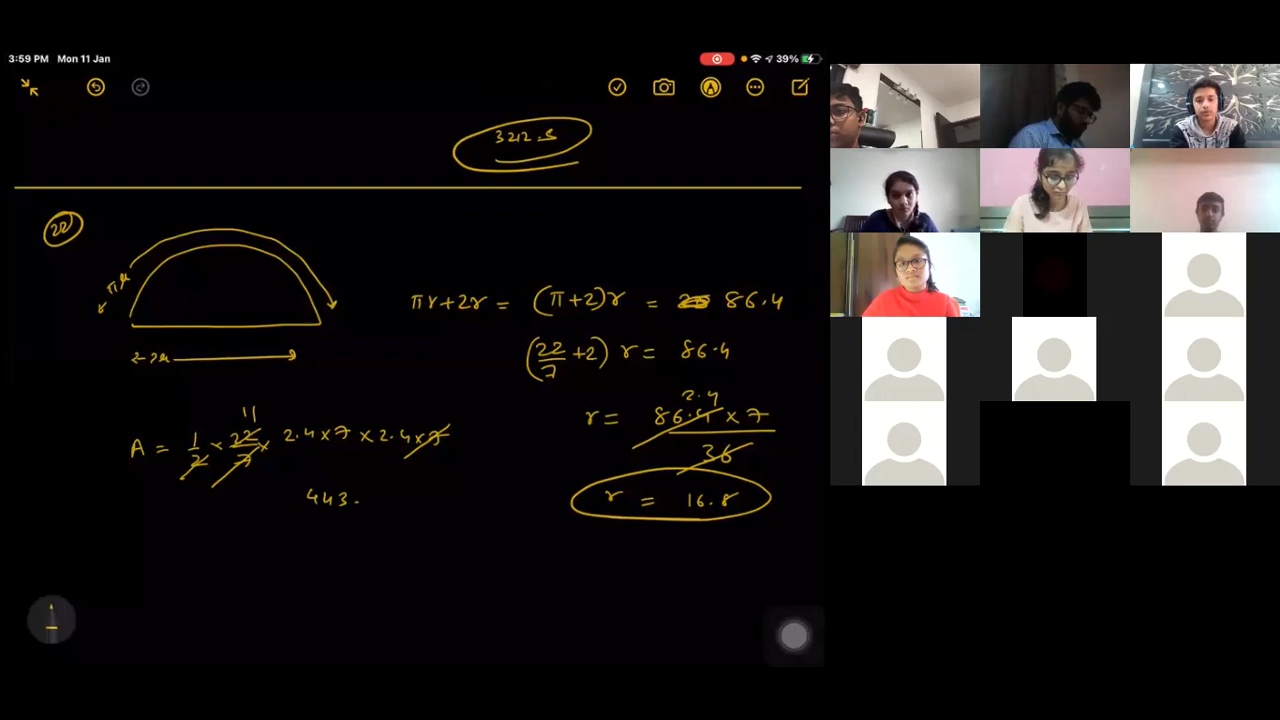 3:59 PM Mon 11 Jan 39%
3212.5
22
πr
2r
πr+2r = (π+2)r = 86.4
(22/7 +2) r = 86.4
2.4
r = 86.4 × 7 / 36
r = 16.8
11
A = 1/2 × 22/7 × 2.4×7 × 2.4×7
443.